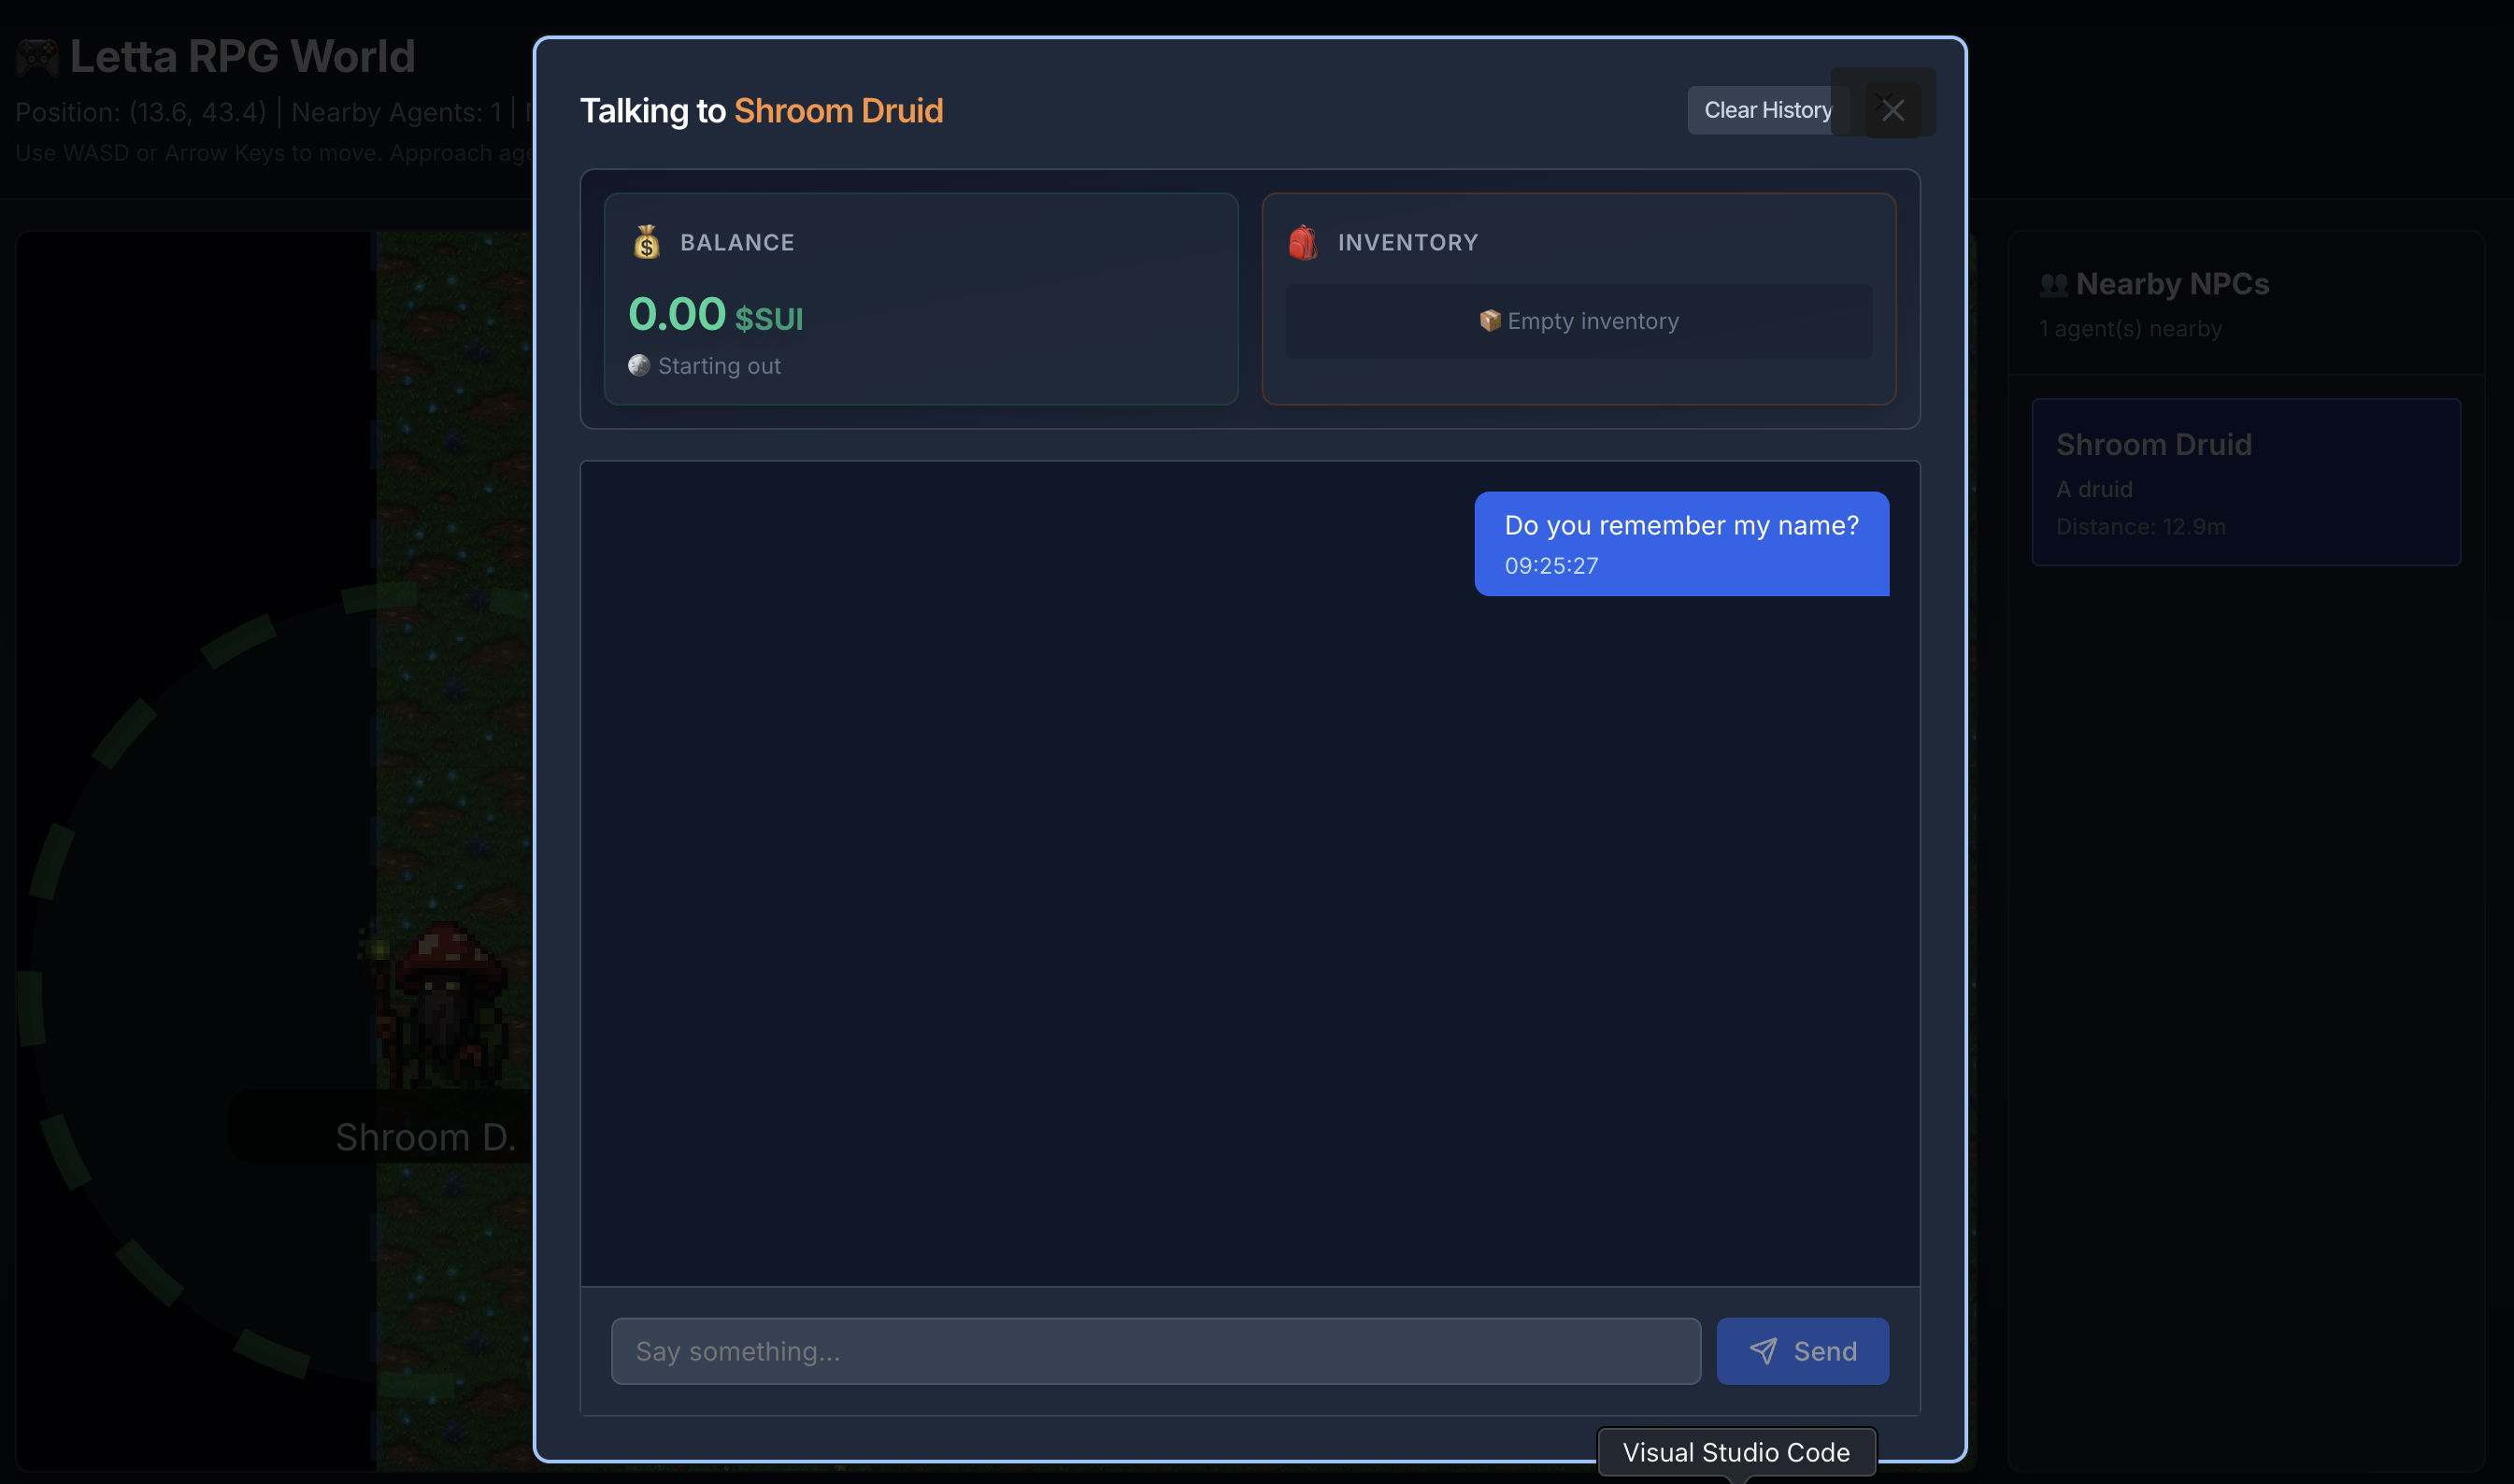 Letta RPG World
Position: (13.6, 43.4) | Nearby Agents: 1 |
Use WASD or Arrow Keys to move. Approach
Talking to Shroom Druid
Clear History
BALANCE
0.00 $SUI
Starting out
INVENTORY
Empty inventory
Do you remember my name?
09:25:27
Say something...
Send
Nearby NPCs
1 agent(s) nearby
Shroom Druid
A druid
Distance: 12.9m
Shroom D.
Visual Studio Code